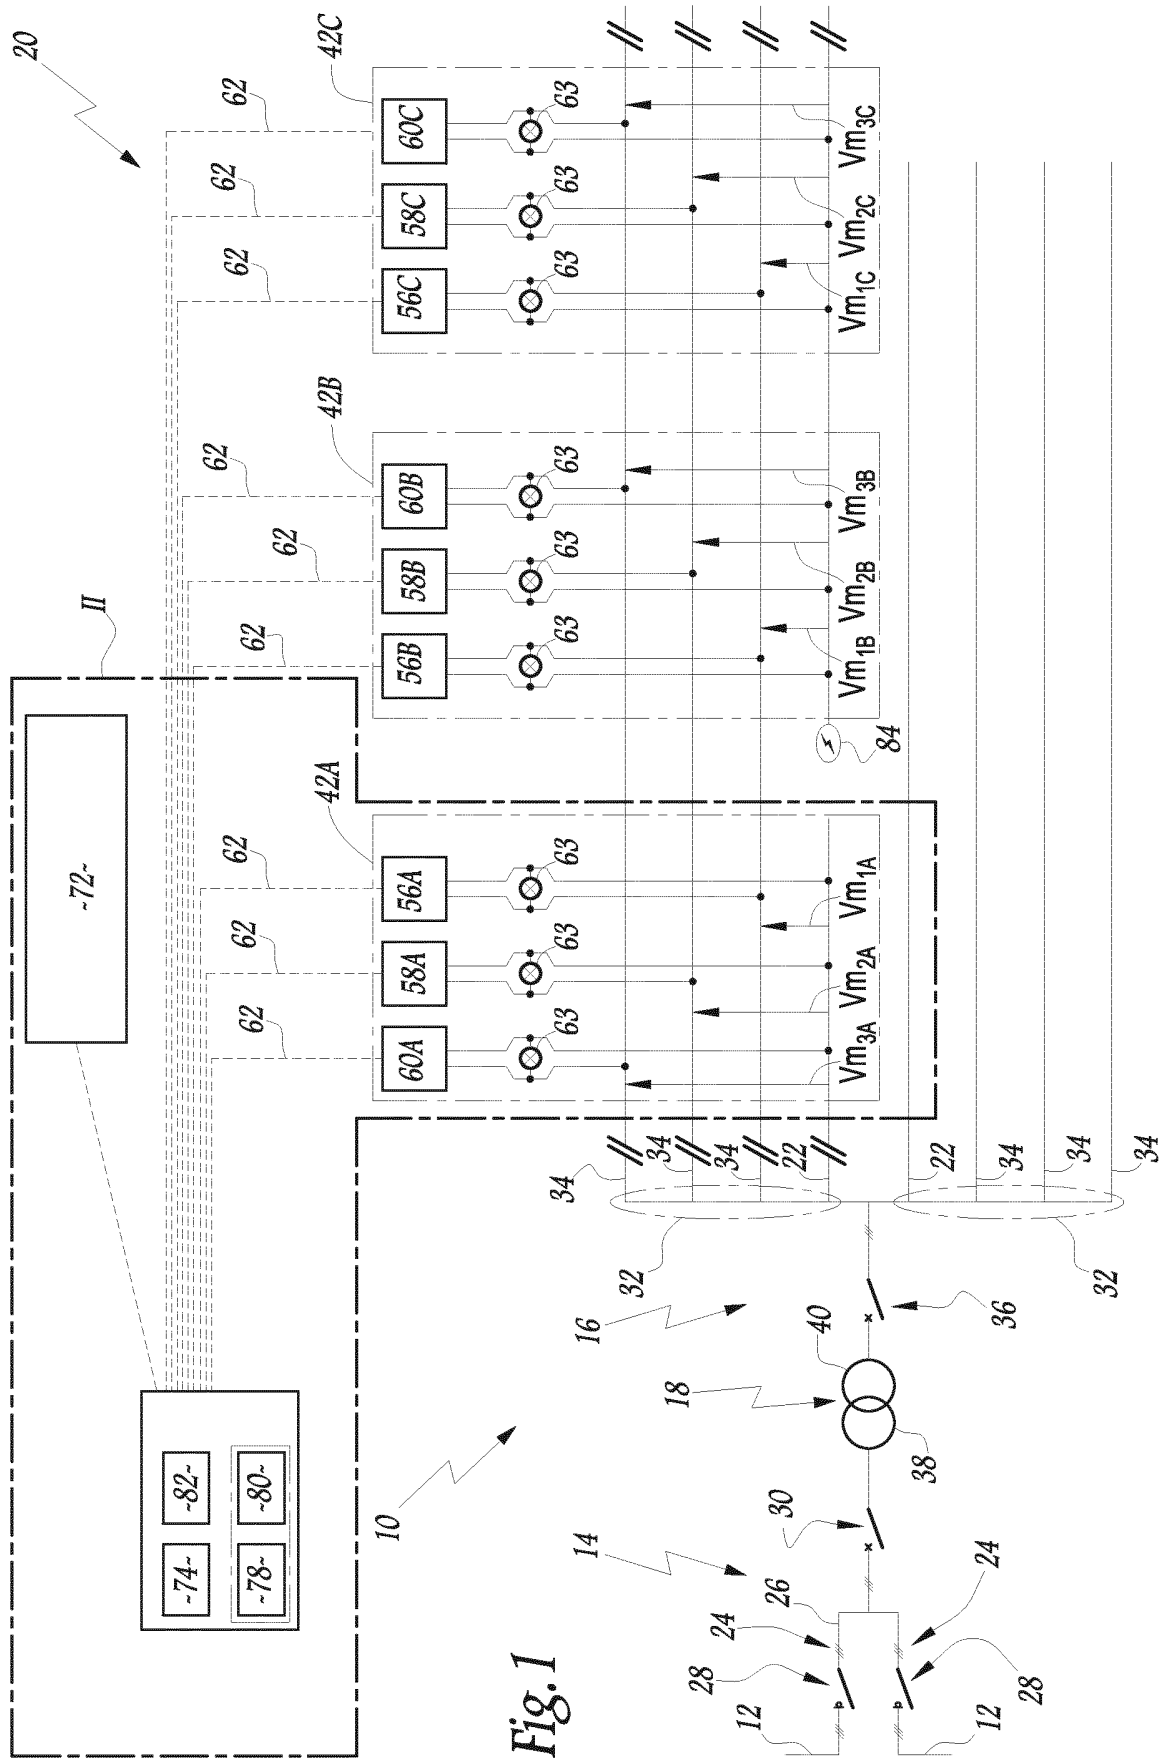 20
~72~
II
~74~ ~82~
~78~ ~80~
62 62 62 62 62 62 62 62 62
42A 42B 42C
10
60A 58A 56A 56B 58B 60B 56C 58C 60C
Fig.1
63 63 63 63 63 63 63 63 63
14 16 34
32 34
28 18
24 34
12
26 30 22
40
Vm3A Vm2A Vm1A Vm1B Vm2B Vm3B Vm1C Vm2C Vm3C
84
38 22
24
12 36 34
28 34
32
34